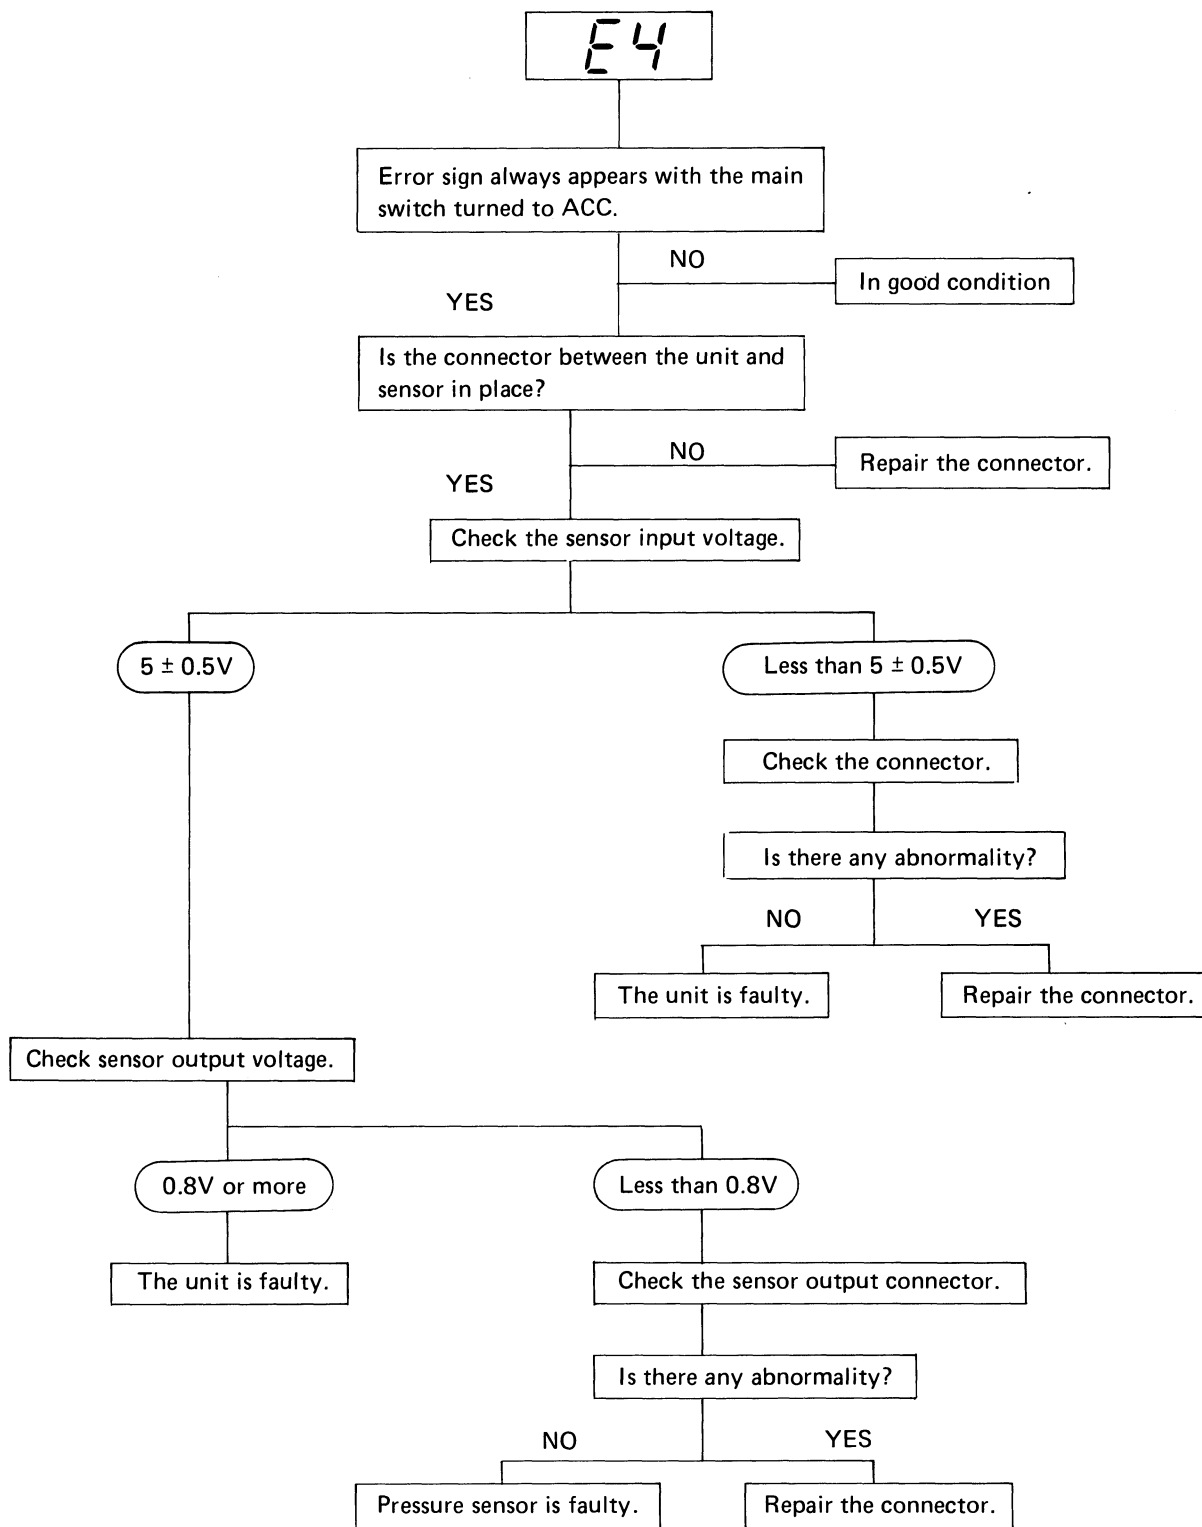 E4
Error sign always appears with the main
switch turned to ACC.
NO
In good condition
YES
Is the connector between the unit and
sensor in place?
NO
Repair the connector.
YES
Check the sensor input voltage.
5 ± 0.5V
Less than 5 ± 0.5V
Check the connector.
Is there any abnormality?
NO
YES
The unit is faulty.
Repair the connector.
Check sensor output voltage.
0.8V or more
Less than 0.8V
The unit is faulty.
Check the sensor output connector.
Is there any abnormality?
NO
YES
Pressure sensor is faulty.
Repair the connector.